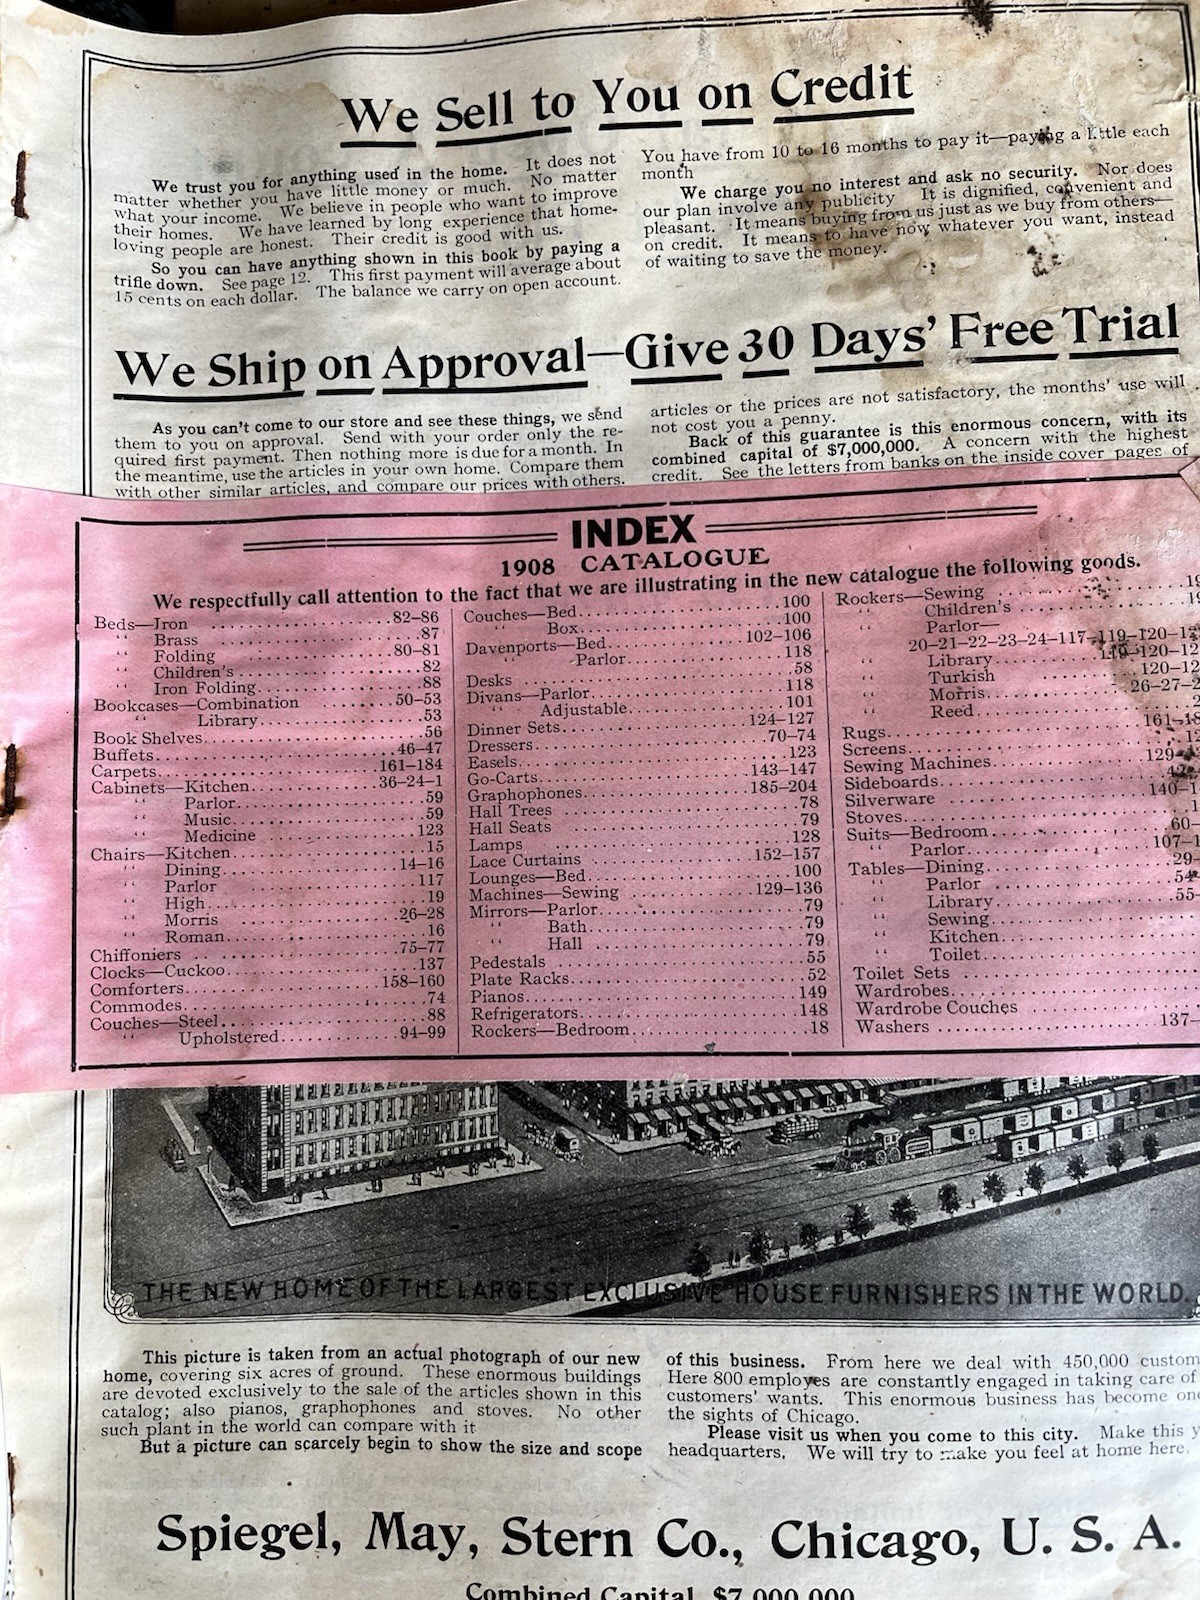 We Sell to You on Credit
We trust you for anything used in the home. It does not
matter whether you have little money or much. No matter
what your income. We believe in people who want to improve
their homes. We have learned by long experience that home-
loving people are honest. Their credit is good with us.
So you can have anything shown in this book by paying a
trifle down. See page 12. This first payment will average about
15 cents on each dollar. The balance we carry on open account.
You have from 10 to 16 months to pay it—paying a little each
month
We charge you no interest and ask no security. Nor does
our plan involve any publicity It is dignified, convenient and
pleasant. It means buying from us just as we buy from others—
on credit. It means to have now whatever you want, instead
of waiting to save the money.
We Ship on Approval—Give 30 Days' Free Trial
As you can't come to our store and see these things, we send
them to you on approval. Send with your order only the re-
quired first payment. Then nothing more is due for a month. In
the meantime, use the articles in your own home. Compare them
with other similar articles, and compare our prices with others.
articles or the prices are not satisfactory, the months' use will
not cost you a penny.
Back of this guarantee is this enormous concern, with its
combined capital of $7,000,000. A concern with the highest
credit. See the letters from banks on the inside cover pages of
INDEX
1908 CATALOGUE
We respectfully call attention to the fact that we are illustrating in the new catalogue the following goods.
Beds—Iron 82–86
“ Brass 87
“ Folding 80–81
“ Children's 82
“ Iron Folding 88
Bookcases—Combination 50–53
“ Library 53
Book Shelves 56
Buffets 46–47
Carpets 161–184
Cabinets—Kitchen 36–24–1
“ Parlor 59
“ Music 59
“ Medicine 123
Chairs—Kitchen 15
“ Dining 14–16
“ Parlor 117
“ High 19
“ Morris 26–28
“ Roman 16
Chiffoniers 75–77
Clocks—Cuckoo 137
Comforters 158–160
Commodes 74
Couches—Steel 88
“ Upholstered 94–99
Couches—Bed 100
“ Box 100
Davenports—Bed 102–106
“ Parlor 118
Desks 58
Divans—Parlor 118
“ Adjustable 101
Dinner Sets 124–127
Dressers 70–74
Easels 123
Go-Carts 143–147
Graphophones 185–204
Hall Trees 78
Hall Seats 79
Lamps 128
Lace Curtains 152–157
Lounges—Bed 100
Machines—Sewing 129–136
Mirrors—Parlor 79
“ Bath 79
“ Hall 79
Pedestals 55
Plate Racks 52
Pianos 149
Refrigerators 148
Rockers—Bedroom 18
Rockers—Sewing
“ Children's
“ Parlor—
20–21–22–23–24–117–119–120–
“ Library 119–120–
“ Turkish 120–
“ Morris 26–27–
“ Reed
Rugs 161–
Screens
Sewing Machines 129–
Sideboards
Silverware 140–
Stoves
Suits—Bedroom 60–
“ Parlor 107–
Tables—Dining 29–
“ Parlor
“ Library 55–
“ Sewing
“ Kitchen
“ Toilet
Toilet Sets
Wardrobes
Wardrobe Couches
Washers 137–
THE NEW HOME OF THE LARGEST EXCLUSIVE HOUSE FURNISHERS IN THE WORLD.
This picture is taken from an actual photograph of our new
home, covering six acres of ground. These enormous buildings
are devoted exclusively to the sale of the articles shown in this
catalog; also pianos, graphophones and stoves. No other
such plant in the world can compare with it
But a picture can scarcely begin to show the size and scope
of this business. From here we deal with 450,000 custom
Here 800 employes are constantly engaged in taking care of
customers' wants. This enormous business has become on
the sights of Chicago.
Please visit us when you come to this city. Make this y
headquarters. We will try to make you feel at home here.
Spiegel, May, Stern Co., Chicago, U. S. A.
Combined Capital, $7,000,000